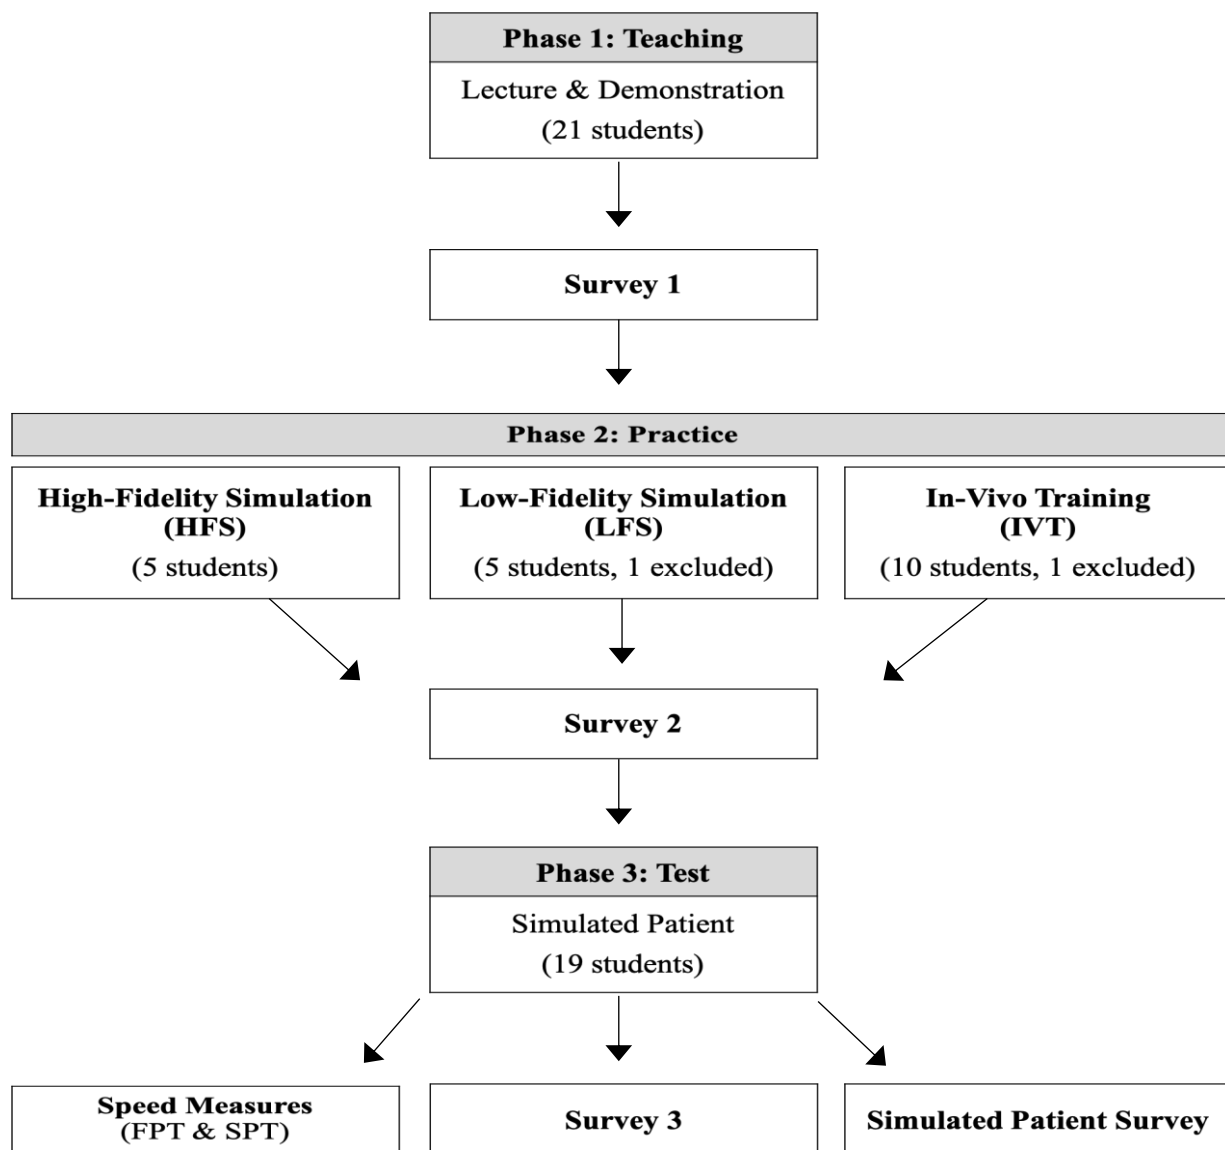 Phase 1: Teaching
Lecture & Demonstration
(21 students)
Survey 1
Phase 2: Practice
High-Fidelity Simulation
(HFS)
(5 students)
Low-Fidelity Simulation
(LFS)
(5 students, 1 excluded)
In-Vivo Training
(IVT)
(10 students, 1 excluded)
Survey 2
Phase 3: Test
Simulated Patient
(19 students)
Speed Measures
(FPT & SPT)
Survey 3
Simulated Patient Survey